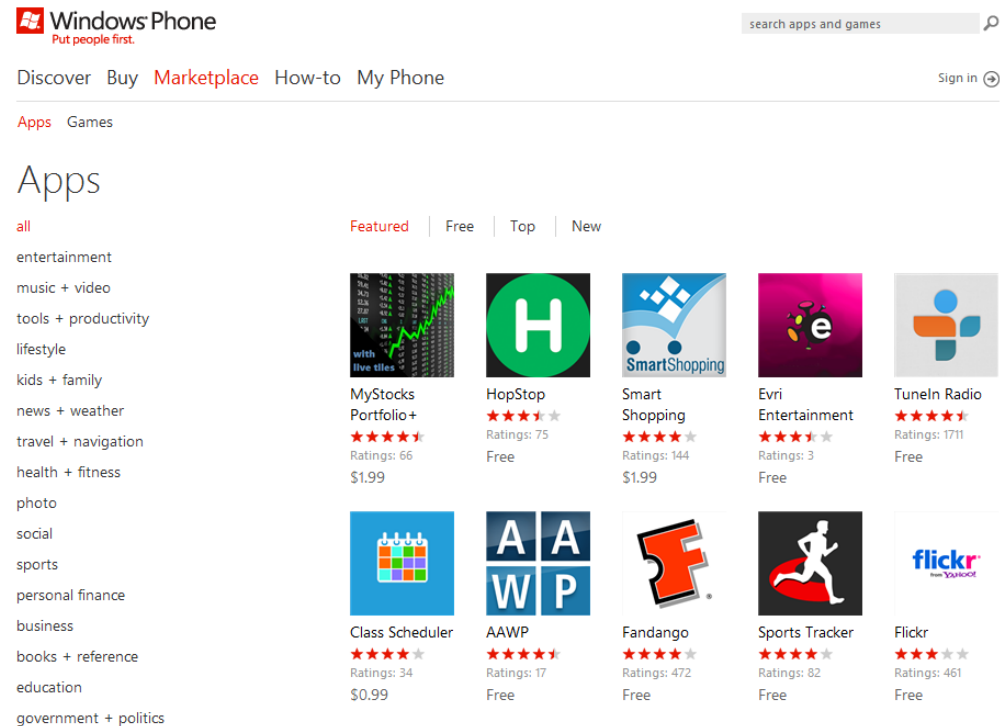 Windows Phone
Put people first.
search apps and games
Discover Buy Marketplace How-to My Phone
Sign in
Apps Games
Apps
all
entertainment
music + video
tools + productivity
lifestyle
kids + family
news + weather
travel + navigation
health + fitness
photo
social
sports
personal finance
business
books + reference
education
government + politics
Featured Free Top New
with
live tiles
MyStocks
Portfolio+
Ratings: 66
$1.99
H
HopStop
Ratings: 75
Free
SmartShopping
Smart
Shopping
Ratings: 144
$1.99
e
Evri
Entertainment
Ratings: 3
Free
TuneIn Radio
Ratings: 1711
Free
Class Scheduler
Ratings: 34
$0.99
A A
W P
AAWP
Ratings: 17
Free
F
Fandango
Ratings: 472
Free
Sports Tracker
Ratings: 82
Free
flickr
from YAHOO!
Flickr
Ratings: 461
Free